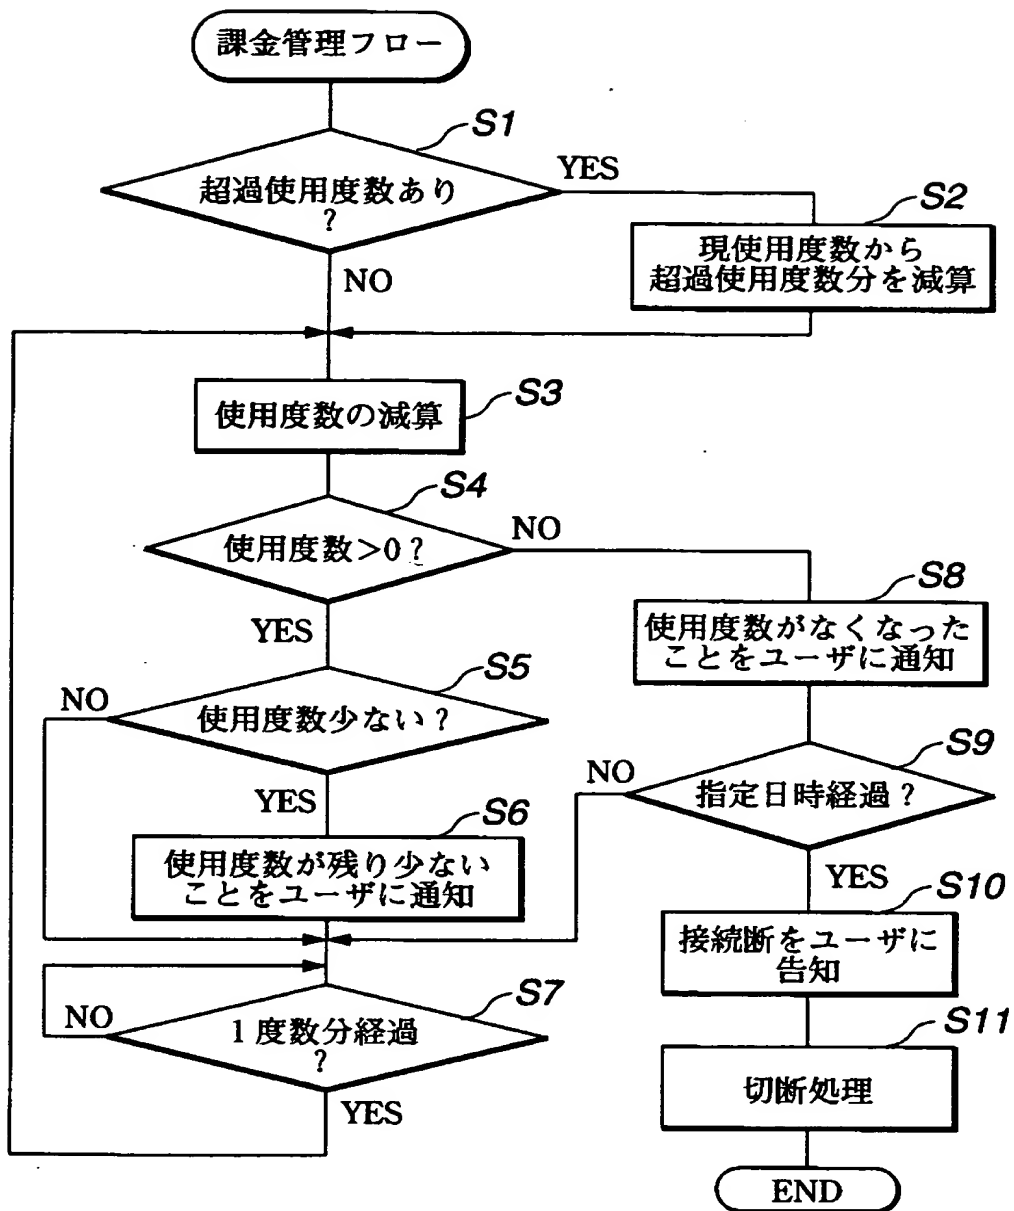 課金管理フロー
S1
超過使用度数あり
?
YES
NO
S2
現使用度数から
超過使用度数分を減算
S3
使用度数の減算
S4
使用度数>0?
NO
YES
S8
使用度数がなくなった
ことをユーザに通知
S5
使用度数少ない?
NO
YES
S9
指定日時経過?
NO
YES
S6
使用度数が残り少ない
ことをユーザに通知
S10
接続断をユーザに
告知
S7
1度数分経過
?
NO
YES
S11
切断処理
END